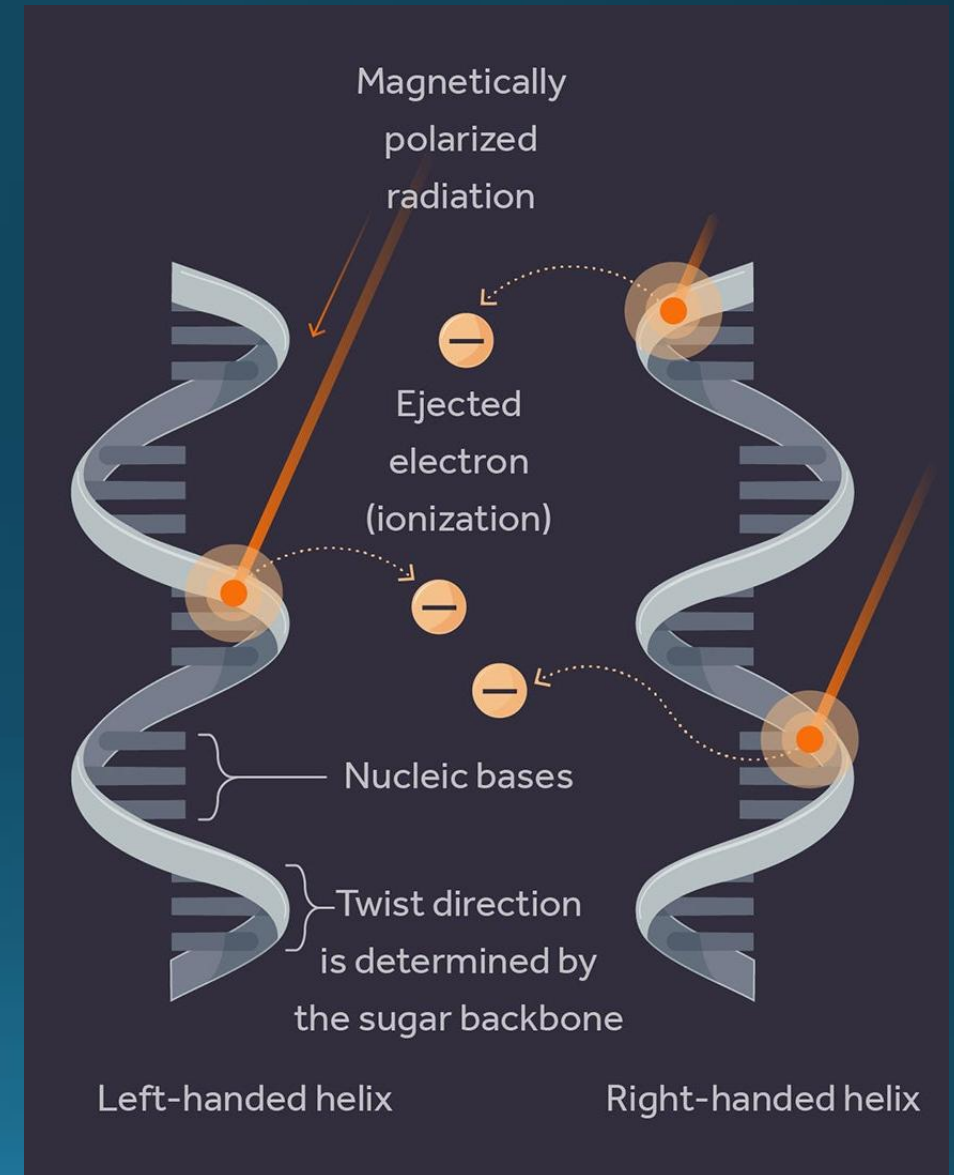 Magnetically
polarized
radiation
Ejected
electron
(ionization)
Nucleic bases
Twist direction
is determined by
the sugar backbone
Left-handed helix
Right-handed helix